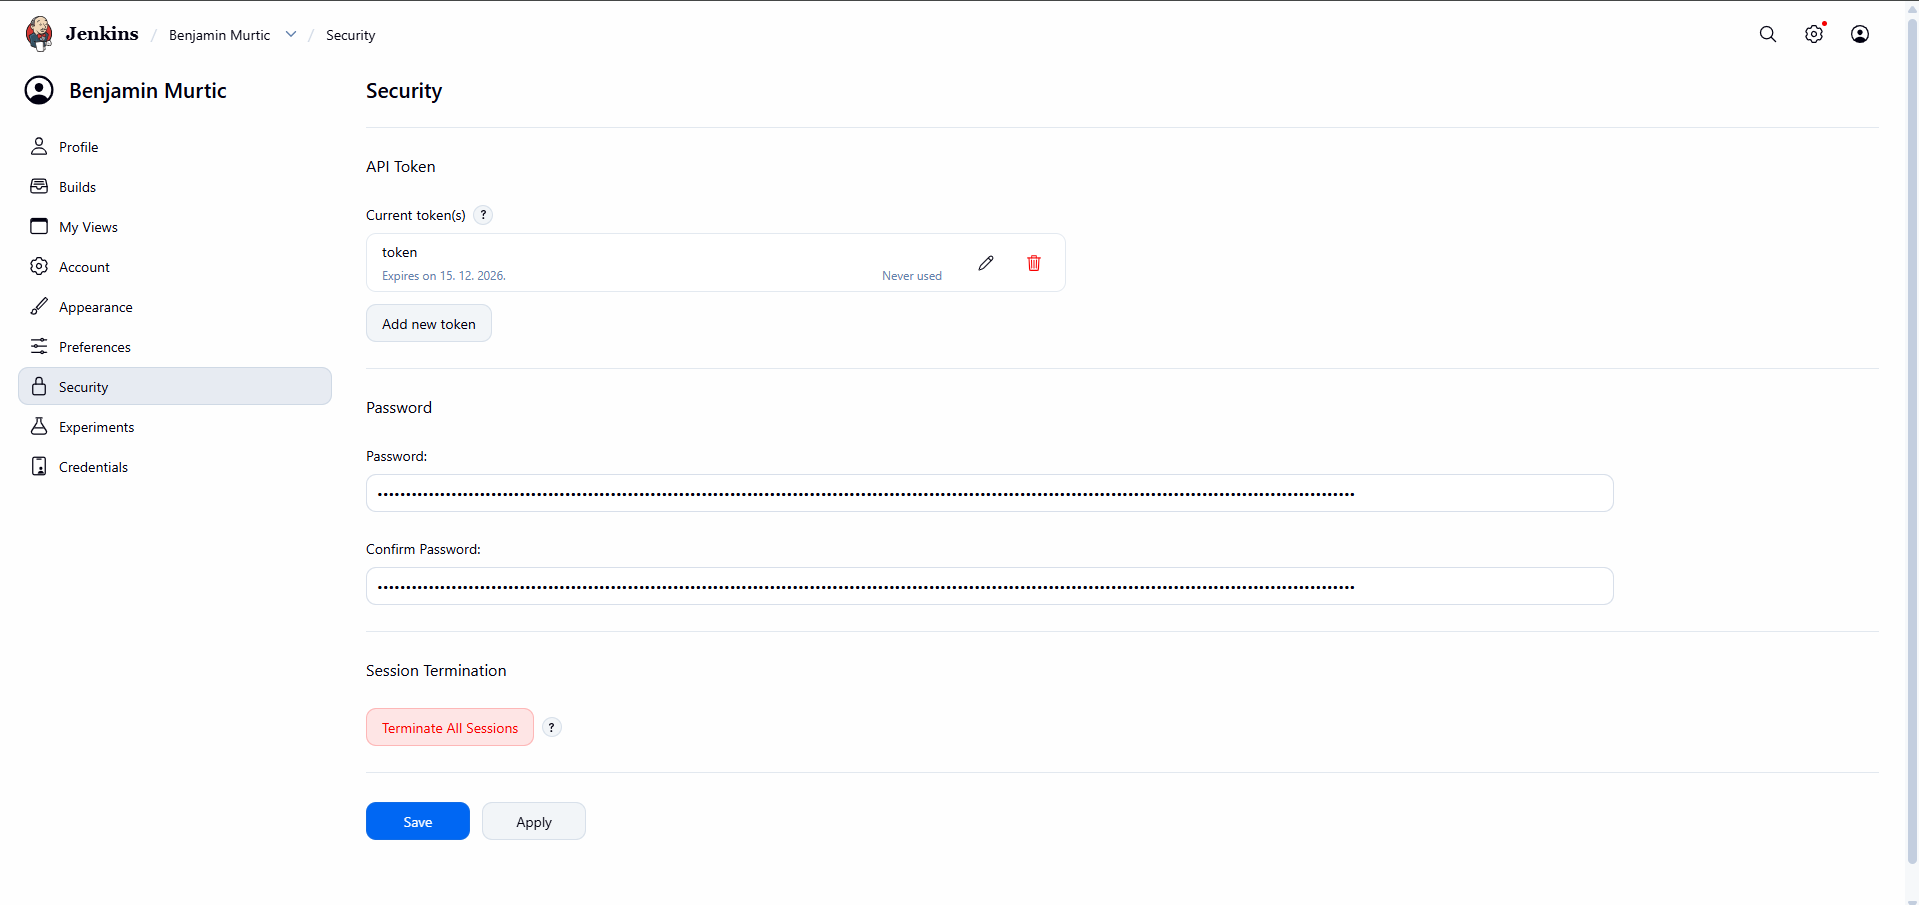 Jenkins / Benjamin Murtic / Security
Benjamin Murtic
Profile
Builds
My Views
Account
Appearance
Preferences
Security
Experiments
Credentials
Security
API Token
Current token(s) ?
token
Expires on 15. 12. 2026.
Never used
Add new token
Password
Password:
Confirm Password:
Session Termination
Terminate All Sessions ?
Save
Apply